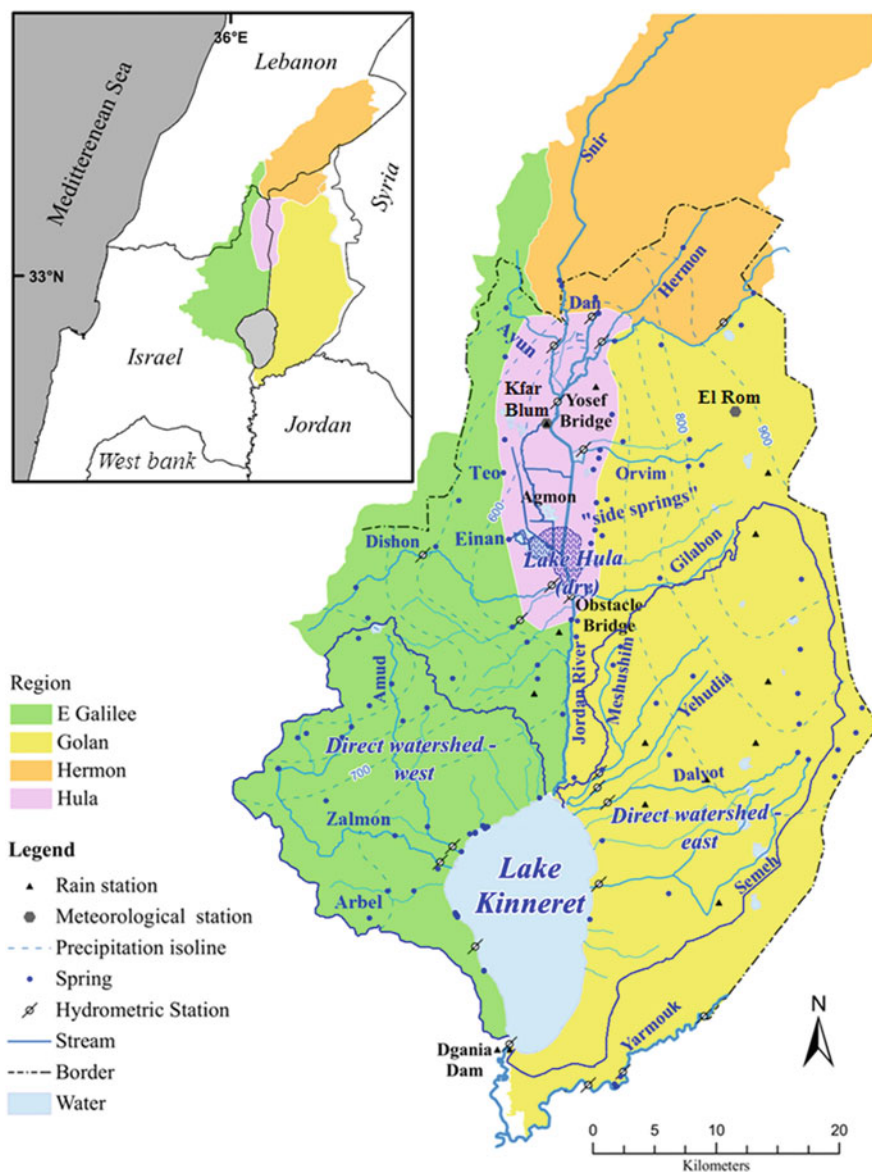 36°E
Lebanon
Meditterenean Sea
Syria
33°N
Israel
Jordan
West bank
Snir
Hermon
Dan
Ayun
Kfar
Blum
Yosef
Bridge
El Rom
800
900
Teo
Orvim
600
Agmon
"side springs"
Einan
Dishon
Lake Hula
(dry)
Gilabon
Obstacle
Bridge
Amud
Jordan River
Meshushim
Yehudia
Direct watershed -
west
700
Dalyot
Zalmon
Direct watershed -
east
Lake
Kinneret
Semeh
Arbel
Yarmouk
Dgania
Dam
Region
E Galilee
Golan
Hermon
Hula
Legend
Rain station
Meteorological station
Precipitation isoline
Spring
Hydrometric Station
Stream
Border
Water
N
0 5 10 20
Kilometers